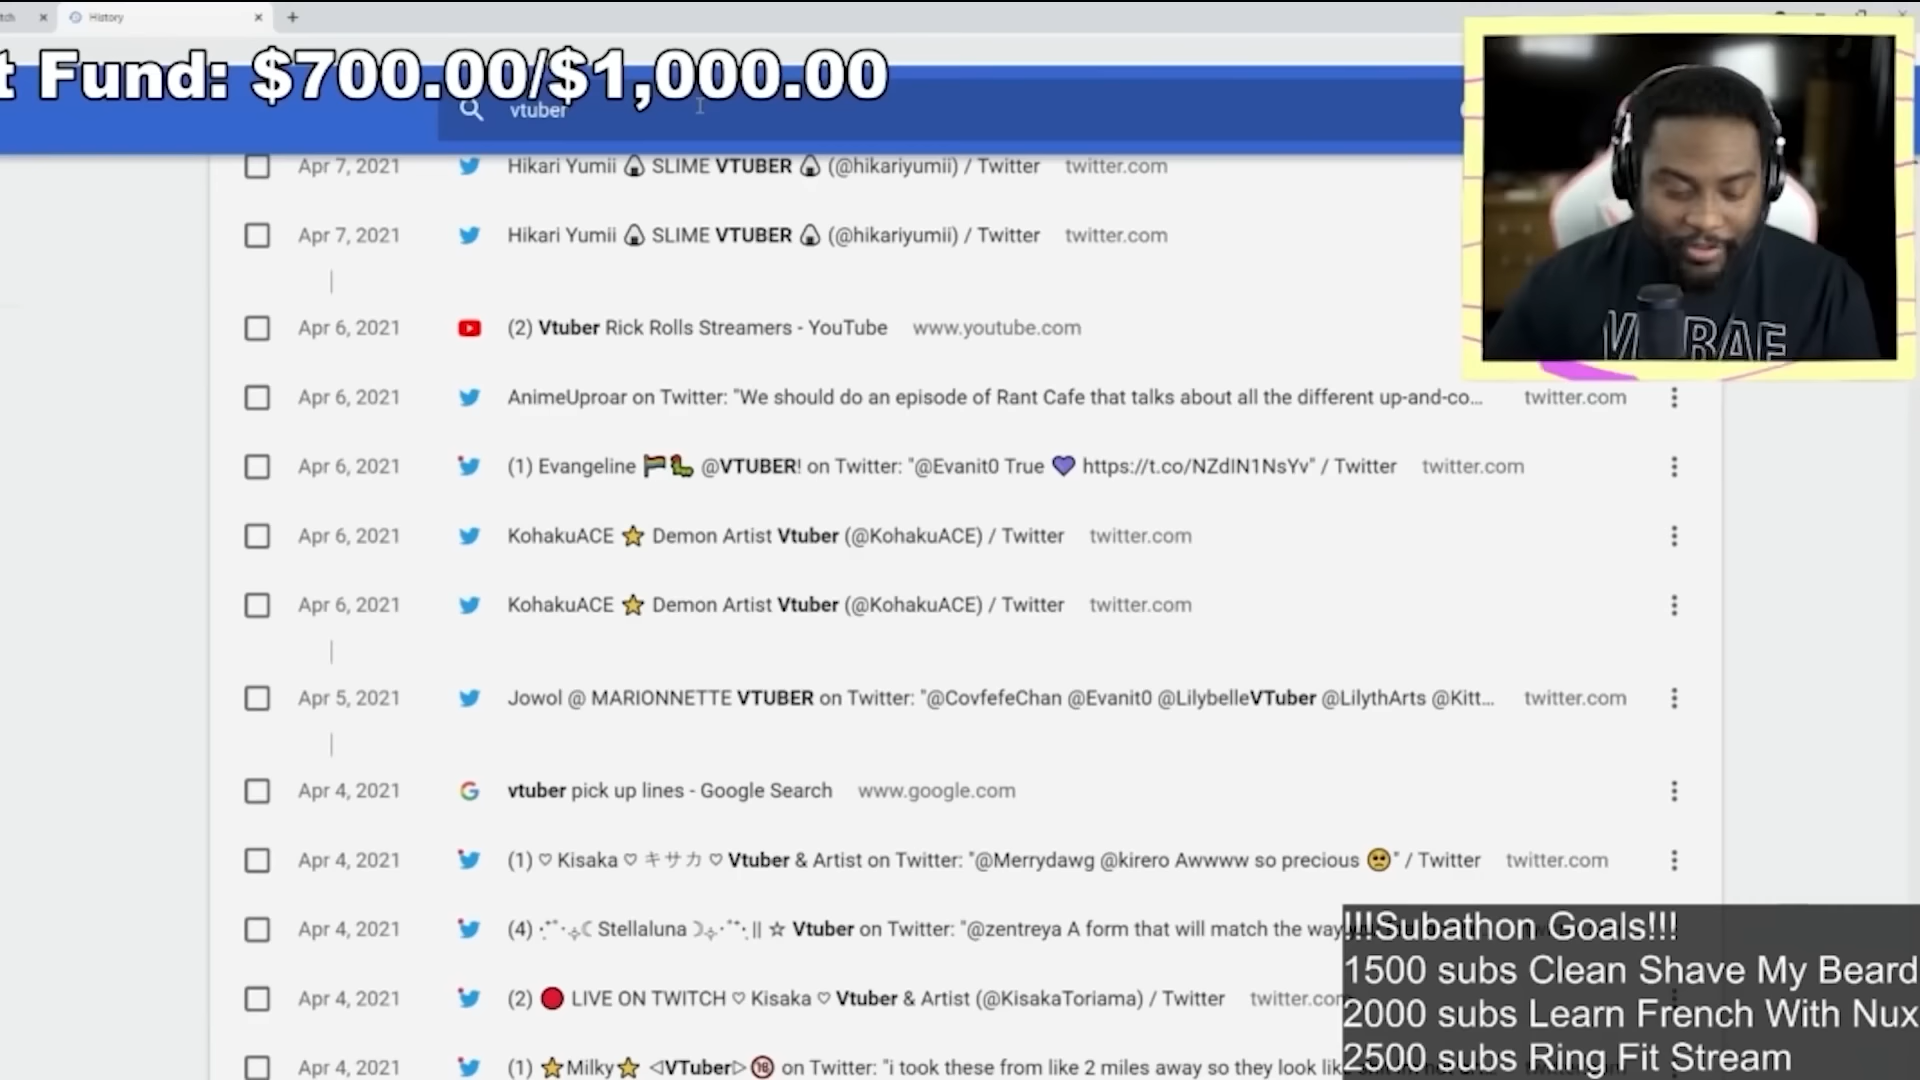 tch
History
t Fund: $700.00/$1,000.00
vtuber
Apr 7, 2021 Hikari Yumii 🍙 SLIME VTUBER 🍙 (@hikariyumii) / Twitter twitter.com
Apr 7, 2021 Hikari Yumii 🍙 SLIME VTUBER 🍙 (@hikariyumii) / Twitter twitter.com
Apr 6, 2021 (2) Vtuber Rick Rolls Streamers - YouTube www.youtube.com
Apr 6, 2021 AnimeUproar on Twitter: "We should do an episode of Rant Cafe that talks about all the different up-and-co... twitter.com
Apr 6, 2021 (1) Evangeline 🏳️‍🌈🐛 @VTUBER! on Twitter: "@Evanit0 True 💜 https://t.co/NZdIN1NsYv" / Twitter twitter.com
Apr 6, 2021 KohakuACE ⭐ Demon Artist Vtuber (@KohakuACE) / Twitter twitter.com
Apr 6, 2021 KohakuACE ⭐ Demon Artist Vtuber (@KohakuACE) / Twitter twitter.com
Apr 5, 2021 Jowol @ MARIONNETTE VTUBER on Twitter: "@CovfefeChan @Evanit0 @LilybelleVTuber @LilythArts @Kitt... twitter.com
Apr 4, 2021 vtuber pick up lines - Google Search www.google.com
Apr 4, 2021 (1) ♡ Kisaka ♡ キサカ ♡ Vtuber & Artist on Twitter: "@Merrydawg @kirero Awwww so precious 🥺" / Twitter twitter.com
Apr 4, 2021 (4) ·̩͙☾ Stellaluna ☽·̩͙ || ☆ Vtuber on Twitter: "@zentreya A form that will match the way
Apr 4, 2021 (2) 🔴 LIVE ON TWITCH ♡ Kisaka ♡ Vtuber & Artist (@KisakaToriama) / Twitter twitter.com
Apr 4, 2021 (1) ⭐Milky⭐ ◁VTuber▷🔞 on Twitter: "i took these from like 2 miles away so they look lik
!!!Subathon Goals!!!
1500 subs Clean Shave My Beard
2000 subs Learn French With Nux
2500 subs Ring Fit Stream